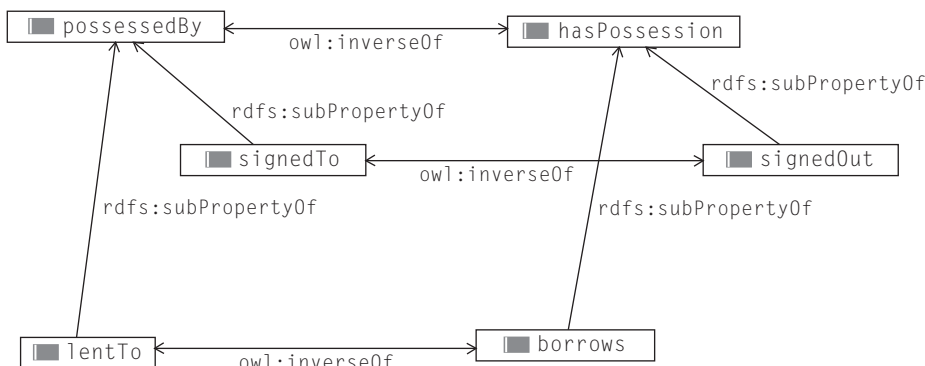 possessedBy
owl:inverseOf
hasPossession
rdfs:subPropertyOf
rdfs:subPropertyOf
signedTo
owl:inverseOf
signedOut
rdfs:subPropertyOf
rdfs:subPropertyOf
lentTo
owl:inverseOf
borrows